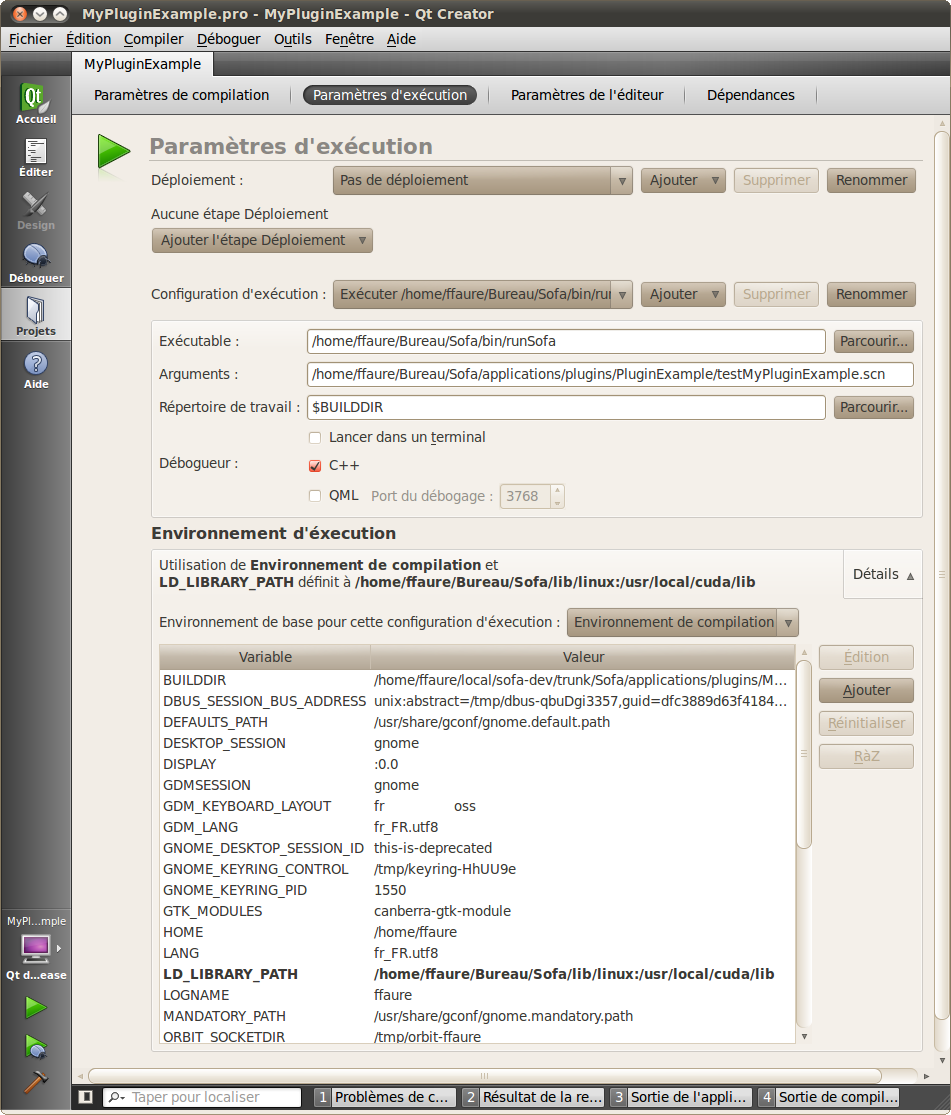 MyPluginExample.pro - MyPluginExample - Qt Creator
Fichier Édition Compiler Déboguer Outils Fenêtre Aide
MyPluginExample
Paramètres de compilation Paramètres d'exécution Paramètres de l'éditeur Dépendances
Qt
Accueil
Éditer
Design
Déboguer
Projets
Aide
Paramètres d'exécution
Déploiement : Pas de déploiement Ajouter Supprimer Renommer
Aucune étape Déploiement
Ajouter l'étape Déploiement
Configuration d'exécution : Exécuter /home/ffaure/Bureau/Sofa/bin/rur Ajouter Supprimer Renommer
Exécutable : /home/ffaure/Bureau/Sofa/bin/runSofa Parcourir...
Arguments : /home/ffaure/Bureau/Sofa/applications/plugins/PluginExample/testMyPluginExample.scn
Répertoire de travail : $BUILDDIR Parcourir...
Lancer dans un terminal
Débogueur : C++
QML Port du débogage : 3768
Environnement d'éxecution
Utilisation de Environnement de compilation et
LD_LIBRARY_PATH définit à /home/ffaure/Bureau/Sofa/lib/linux:/usr/local/cuda/lib
Détails
Environnement de base pour cette configuration d'éxecution : Environnement de compilation
Variable Valeur
BUILDDIR /home/ffaure/local/sofa-dev/trunk/Sofa/applications/plugins/M...
DBUS_SESSION_BUS_ADDRESS unix:abstract=/tmp/dbus-qbuDgi3357,guid=dfc3889d63f4184...
DEFAULTS_PATH /usr/share/gconf/gnome.default.path
DESKTOP_SESSION gnome
DISPLAY :0.0
GDMSESSION gnome
GDM_KEYBOARD_LAYOUT fr oss
GDM_LANG fr_FR.utf8
GNOME_DESKTOP_SESSION_ID this-is-deprecated
GNOME_KEYRING_CONTROL /tmp/keyring-HhUU9e
GNOME_KEYRING_PID 1550
GTK_MODULES canberra-gtk-module
HOME /home/ffaure
LANG fr_FR.utf8
LD_LIBRARY_PATH /home/ffaure/Bureau/Sofa/lib/linux:/usr/local/cuda/lib
LOGNAME ffaure
MANDATORY_PATH /usr/share/gconf/gnome.mandatory.path
ORBIT_SOCKETDIR /tmp/orbit-ffaure
Édition
Ajouter
Réinitialiser
RàZ
MyPl...mple
Qt d...ease
Taper pour localiser 1 Problèmes de c... 2 Résultat de la re... 3 Sortie de l'appli... 4 Sortie de compil...